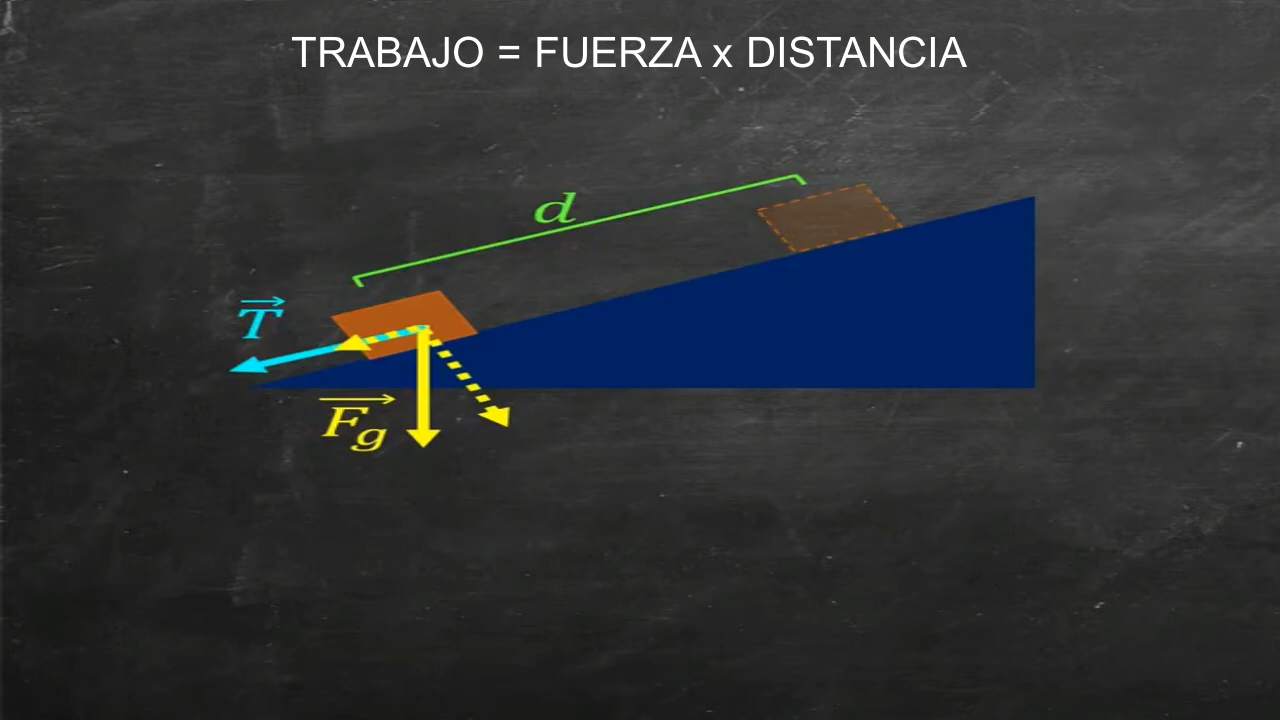 TRABAJO = FUERZA x DISTANCIA
d
T
Fg